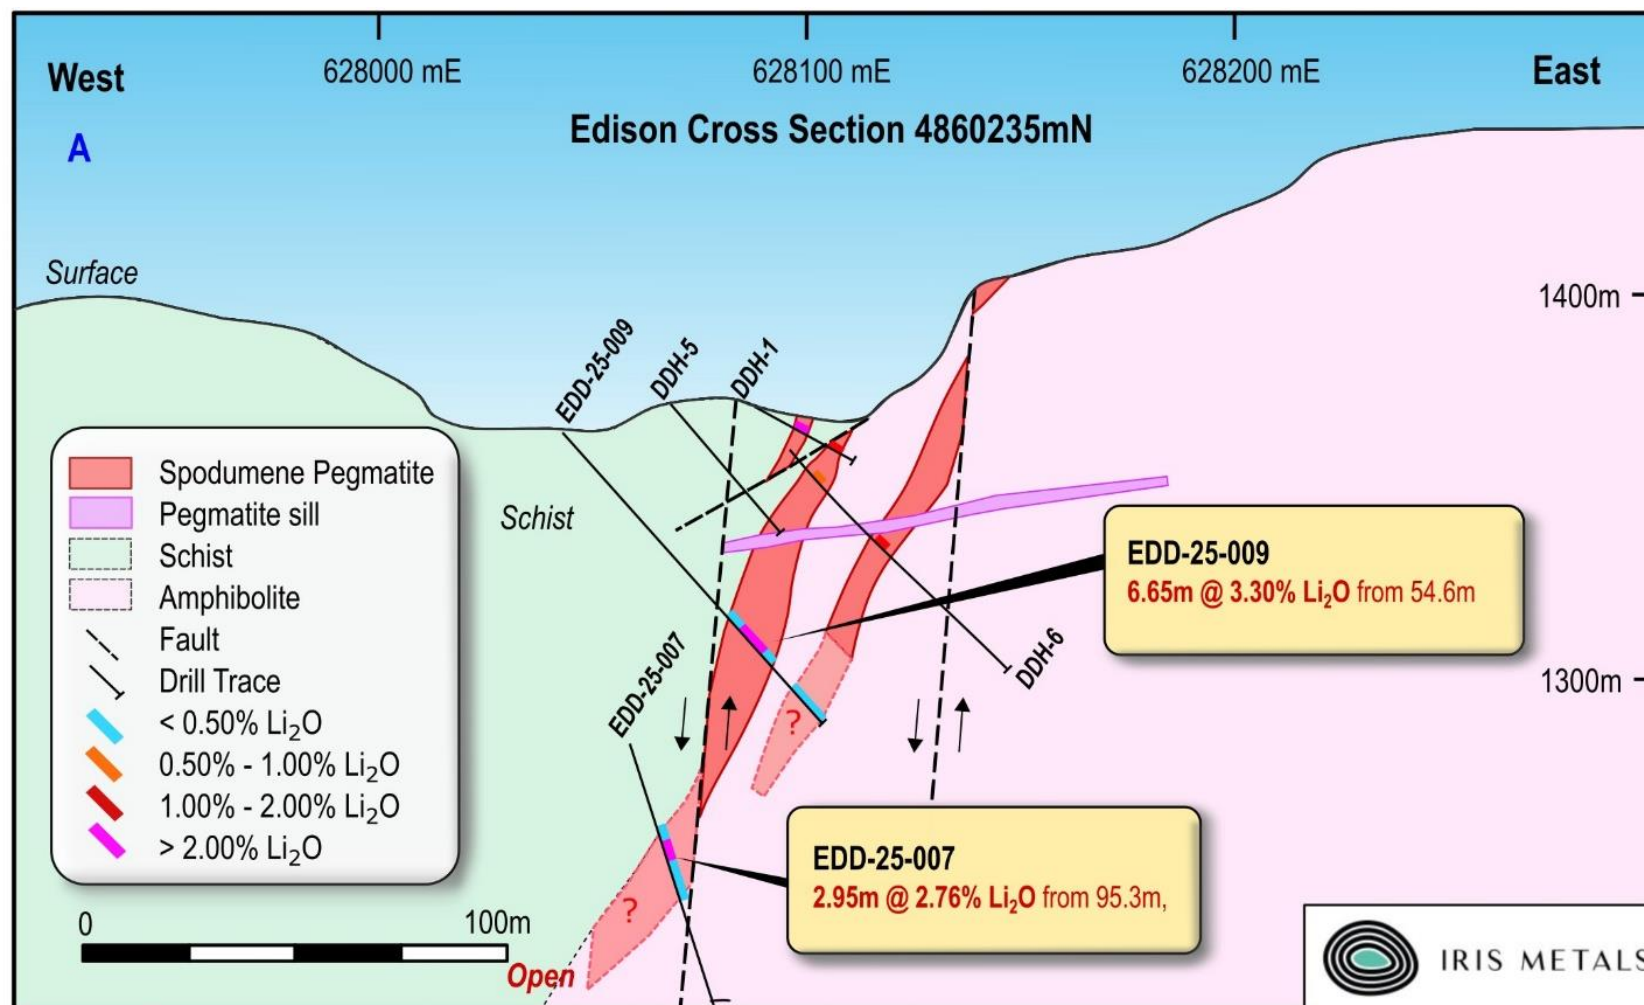 West
628000 mE
628100 mE
628200 mE
East
Edison Cross Section 4860235mN
A
Surface
1400m
EDD-25-009
DDH-5
DDH-1
Spodumene Pegmatite
Pegmatite sill
Schist
Amphibolite
Fault
Drill Trace
< 0.50% Li₂O
0.50% - 1.00% Li₂O
1.00% - 2.00% Li₂O
> 2.00% Li₂O
Schist
EDD-25-009
6.65m @ 3.30% Li₂O from 54.6m
DDH-6
1300m
EDD-25-007
?
EDD-25-007
2.95m @ 2.76% Li₂O from 95.3m,
?
0
100m
Open
IRIS METALS